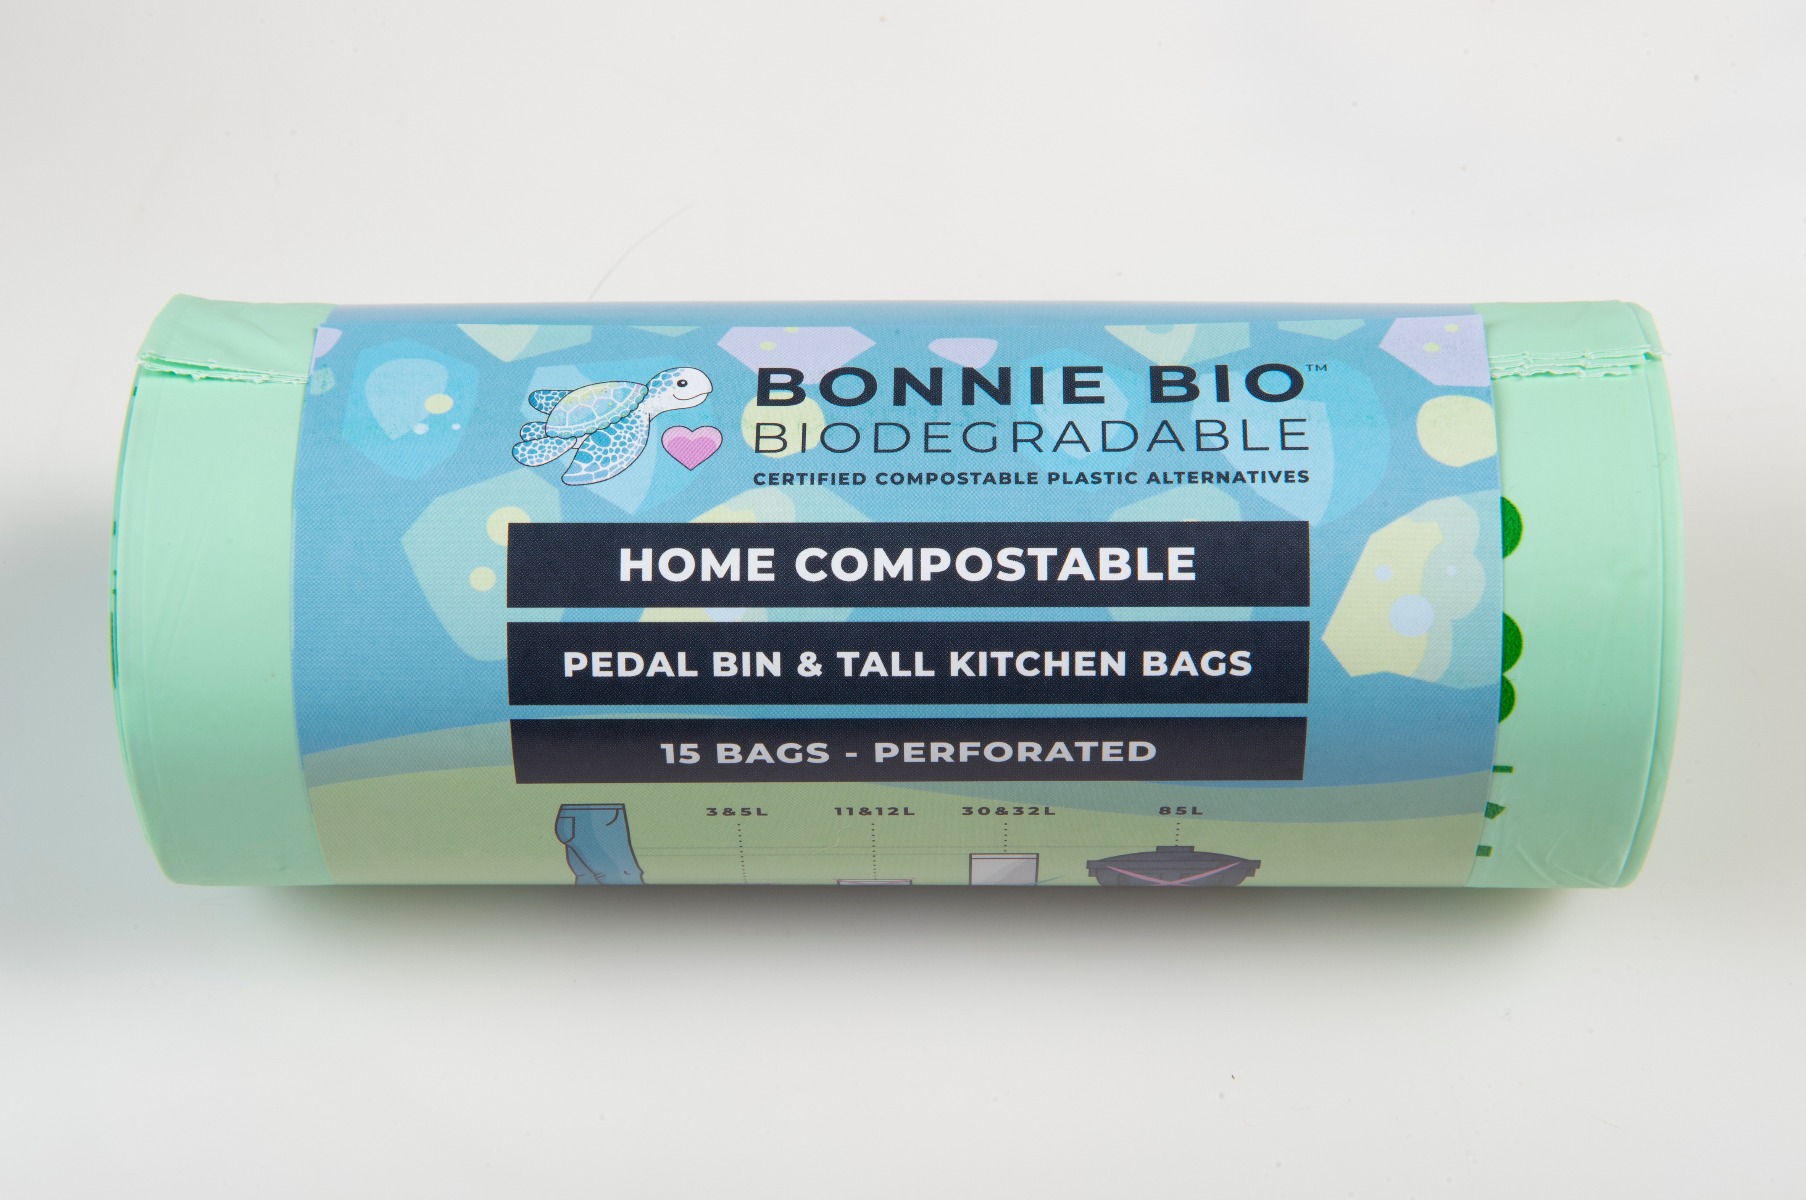 BONNIE BIO™
BIODEGRADABLE
CERTIFIED COMPOSTABLE PLASTIC ALTERNATIVES
HOME COMPOSTABLE
PEDAL BIN & TALL KITCHEN BAGS
15 BAGS - PERFORATED
3&5L 11&12L 30&32L 85L